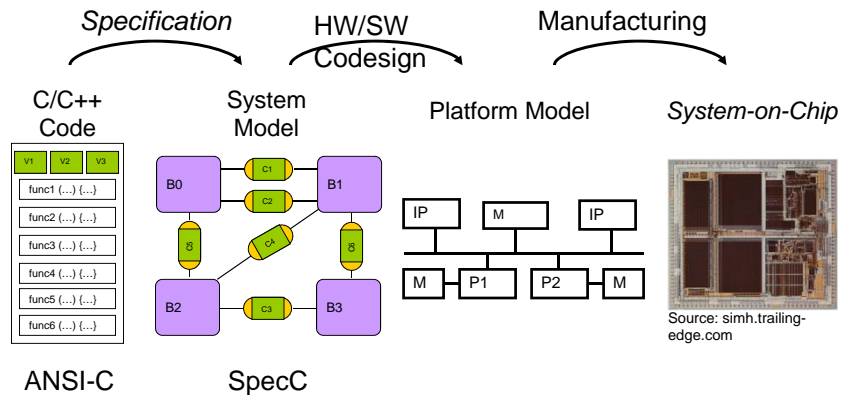 Specification
HW/SW
Codesign
Manufacturing
C/C++
Code
System
Model
Platform Model
System-on-Chip
V1 V2 V3
func1 (...) {...}
func2 (...) {...}
func3 (...) {...}
func4 (...) {...}
func5 (...) {...}
func6 (...) {...}
B0
C1
B1
C2
C5
C4
C6
B2
C3
B3
IP
M
IP
M
P1
P2
M
Source: simh.trailing-
edge.com
ANSI-C
SpecC